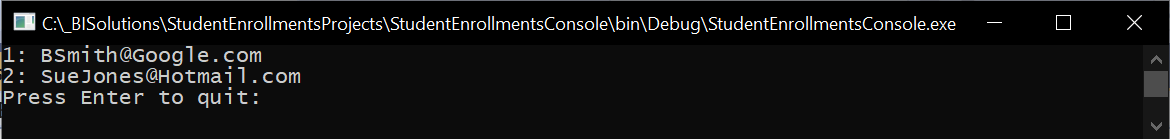 C:\_BISolutions\StudentEnrollmentsProjects\StudentEnrollmentsConsole\bin\Debug\StudentEnrollmentsConsole.exe
1: BSmith@Google.com
2: SueJones@Hotmail.com
Press Enter to quit: